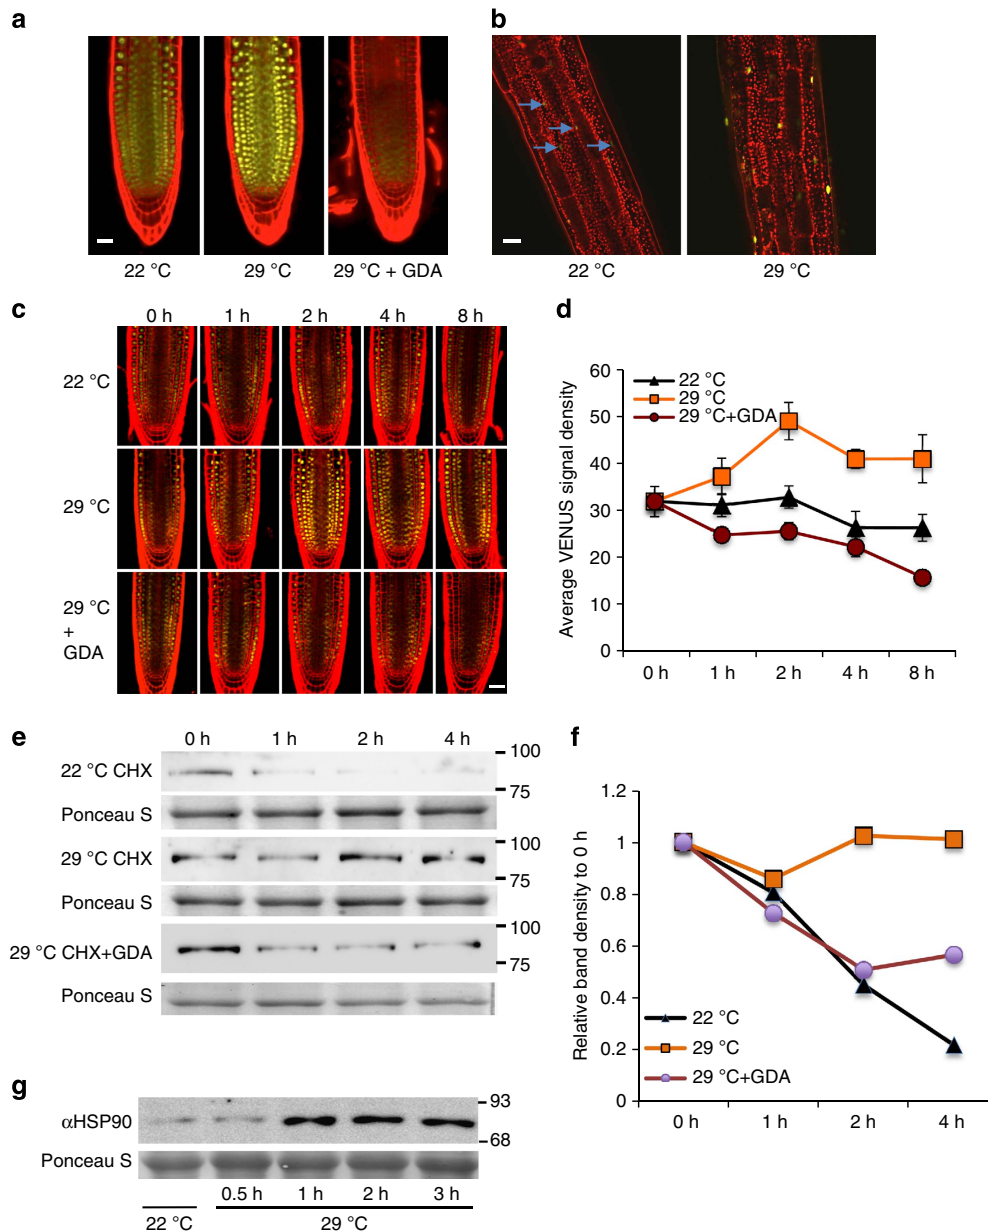 a
22 °C
29 °C
29 °C + GDA
b
22 °C
29 °C
c
0 h
1 h
2 h
4 h
8 h
22 °C
29 °C
29 °C
+
GDA
d
Average VENUS signal density
60
50
40
30
20
10
0
0 h
1 h
2 h
4 h
8 h
22 °C
29 °C
29 °C+GDA
e
0 h
1 h
2 h
4 h
22 °C CHX
100
75
Ponceau S
29 °C CHX
100
75
Ponceau S
29 °C CHX+GDA
100
75
Ponceau S
f
Relative band density to 0 h
1.2
1
0.8
0.6
0.4
0.2
0
0 h
1 h
2 h
4 h
22 °C
29 °C
29 °C+GDA
g
αHSP90
93
68
Ponceau S
0.5 h
1 h
2 h
3 h
22 °C
29 °C